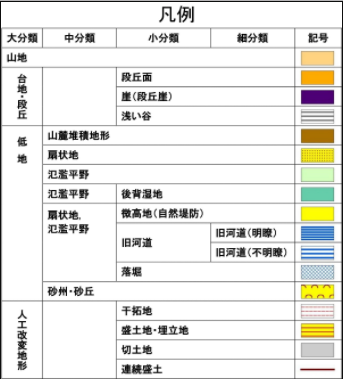 凡例
大分類 中分類 小分類 細分類 記号
山地
台地・段丘
段丘面
崖(段丘崖)
浅い谷
低地
山麓堆積地形
扇状地
氾濫平野
氾濫平野 後背湿地
扇状地、
氾濫平野
微高地(自然堤防)
旧河道
旧河道(明瞭)
旧河道(不明瞭)
落堀
砂州・砂丘
人工改変地形
干拓地
盛土地・埋立地
切土地
連続盛土